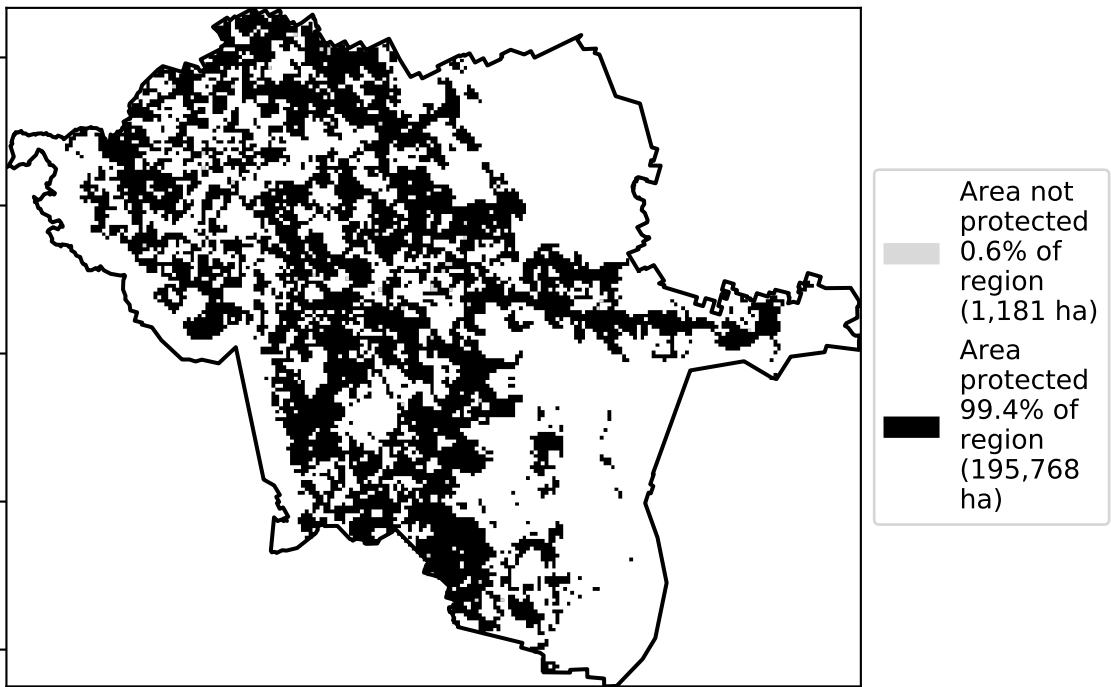 Area not
protected
0.6% of
region
(1,181 ha)
Area
protected
99.4% of
region
(195,768
ha)